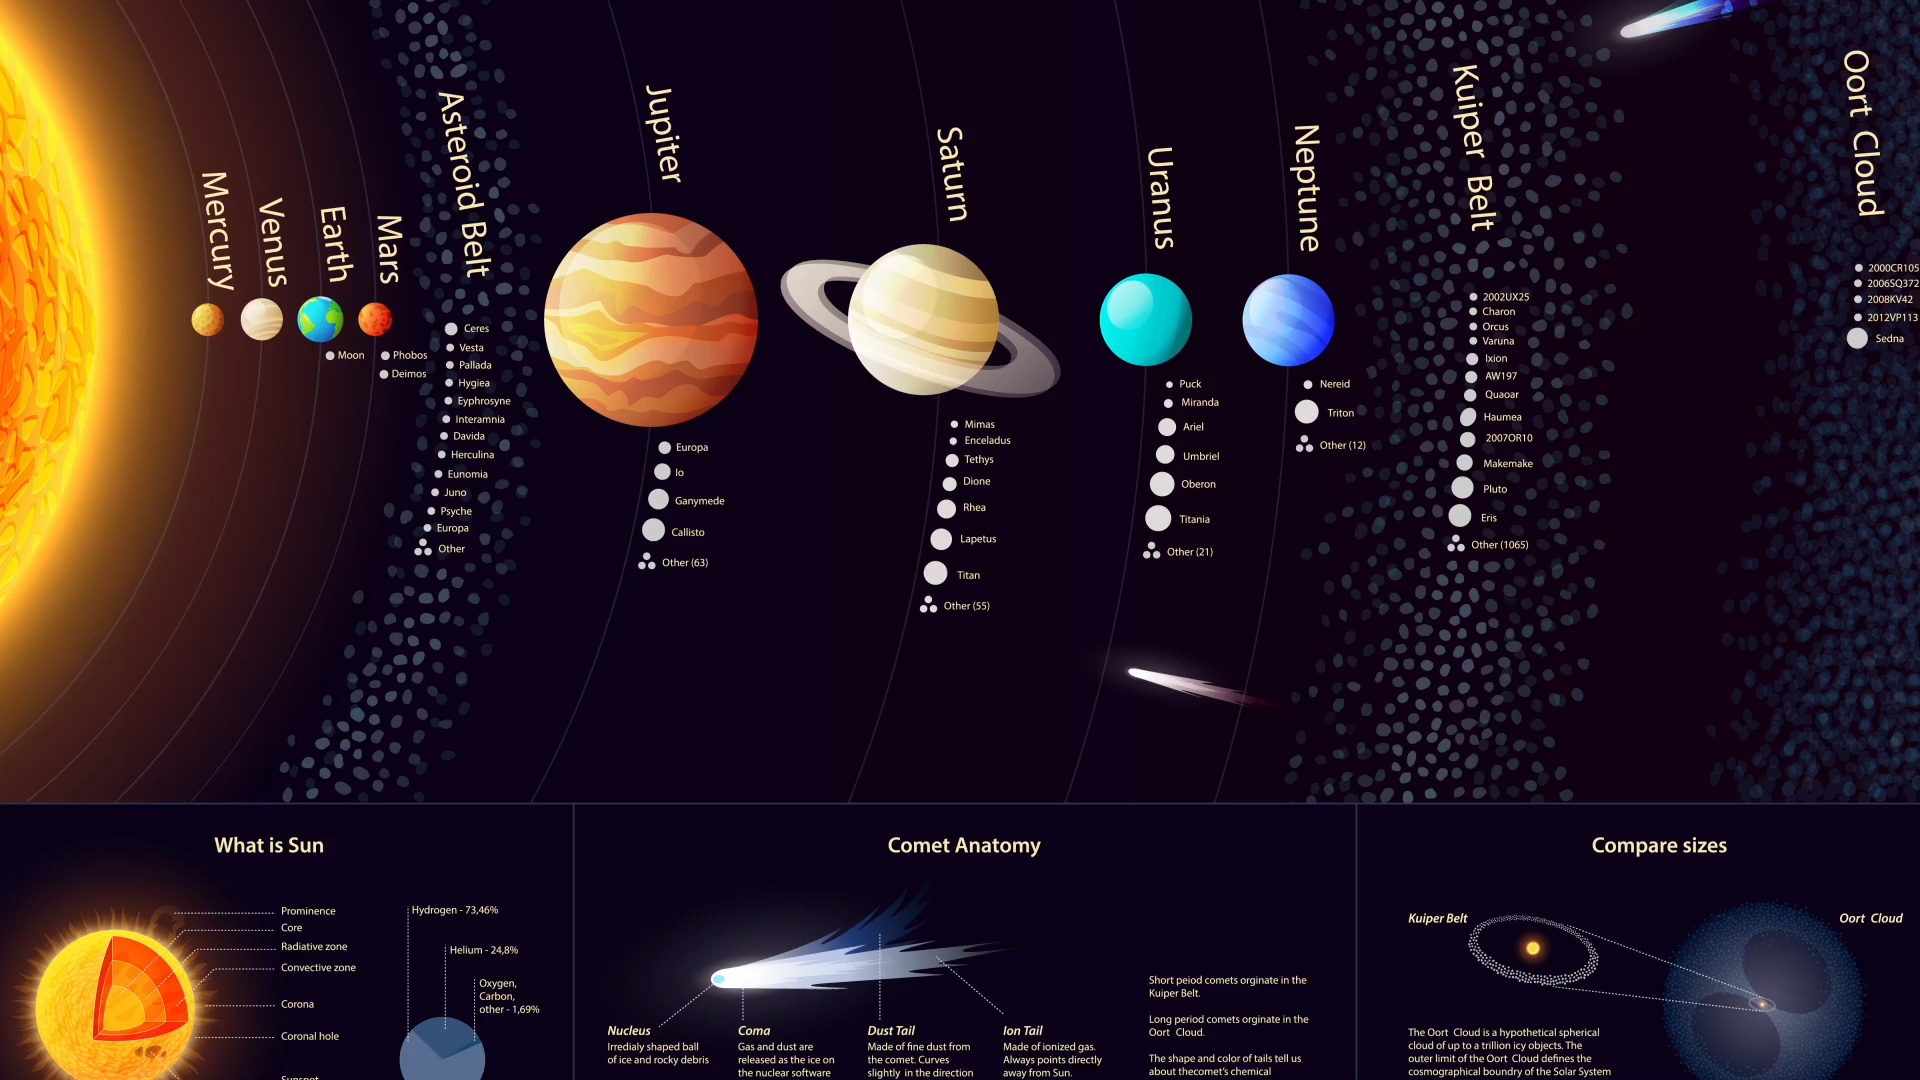 Mercury
Venus
Earth
Mars
Asteroid Belt
Jupiter
Saturn
Uranus
Neptune
Kuiper Belt
Oort Cloud
Moon
Phobos
Deimos
Ceres
Vesta
Pallada
Hygiea
Eyphrosyne
Interamnia
Davida
Herculina
Eunomia
Juno
Psyche
Europa
Other
Europa
Io
Ganymede
Callisto
Other (63)
Mimas
Enceladus
Tethys
Dione
Rhea
Lapetus
Titan
Other (55)
Puck
Miranda
Ariel
Umbriel
Oberon
Titania
Other (21)
Nereid
Triton
Other (12)
2002UX25
Charon
Orcus
Varuna
Ixion
AW197
Quaoar
Haumea
2007OR10
Makemake
Pluto
Eris
Other (1065)
2000CR105
2006SQ372
2008KV42
2012VP113
Sedna
What is Sun
Prominence
Core
Radiative zone
Convective zone
Corona
Coronal hole
Sunspot
Hydrogen - 73,46%
Helium - 24,8%
Oxygen,
Carbon,
other - 1,69%
Comet Anatomy
Nucleus
Irredialy shaped ball
of ice and rocky debris
Coma
Gas and dust are
released as the ice on
the nuclear software
Dust Tail
Made of fine dust from
the comet. Curves
slightly in the direction
Ion Tail
Made of ionized gas.
Always points directly
away from Sun.
Short peiod comets orginate in the
Kuiper Belt.
Long period comets orginate in the
Oort Cloud.
The shape and color of tails tell us
about thecomet's chemical
Compare sizes
Kuiper Belt
Oort Cloud
The Oort Cloud is a hypothetical spherical
cloud of up to a trillion icy objects. The
outer limit of the Oort Cloud defines the
cosmographical boundry of the Solar System